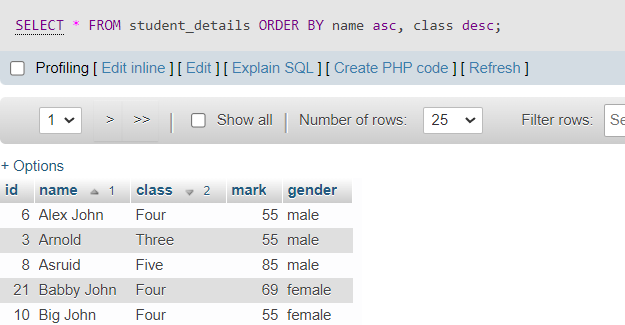 SELECT * FROM student_details ORDER BY name asc, class desc;
Profiling [ Edit inline ] [ Edit ] [ Explain SQL ] [ Create PHP code ] [ Refresh ]
1 > >> | Show all | Number of rows: 25 Filter rows: Se
+ Options
id name 1 class 2 mark gender
6 Alex John Four 55 male
3 Arnold Three 55 male
8 Asruid Five 85 male
21 Babby John Four 69 female
10 Big John Four 55 female